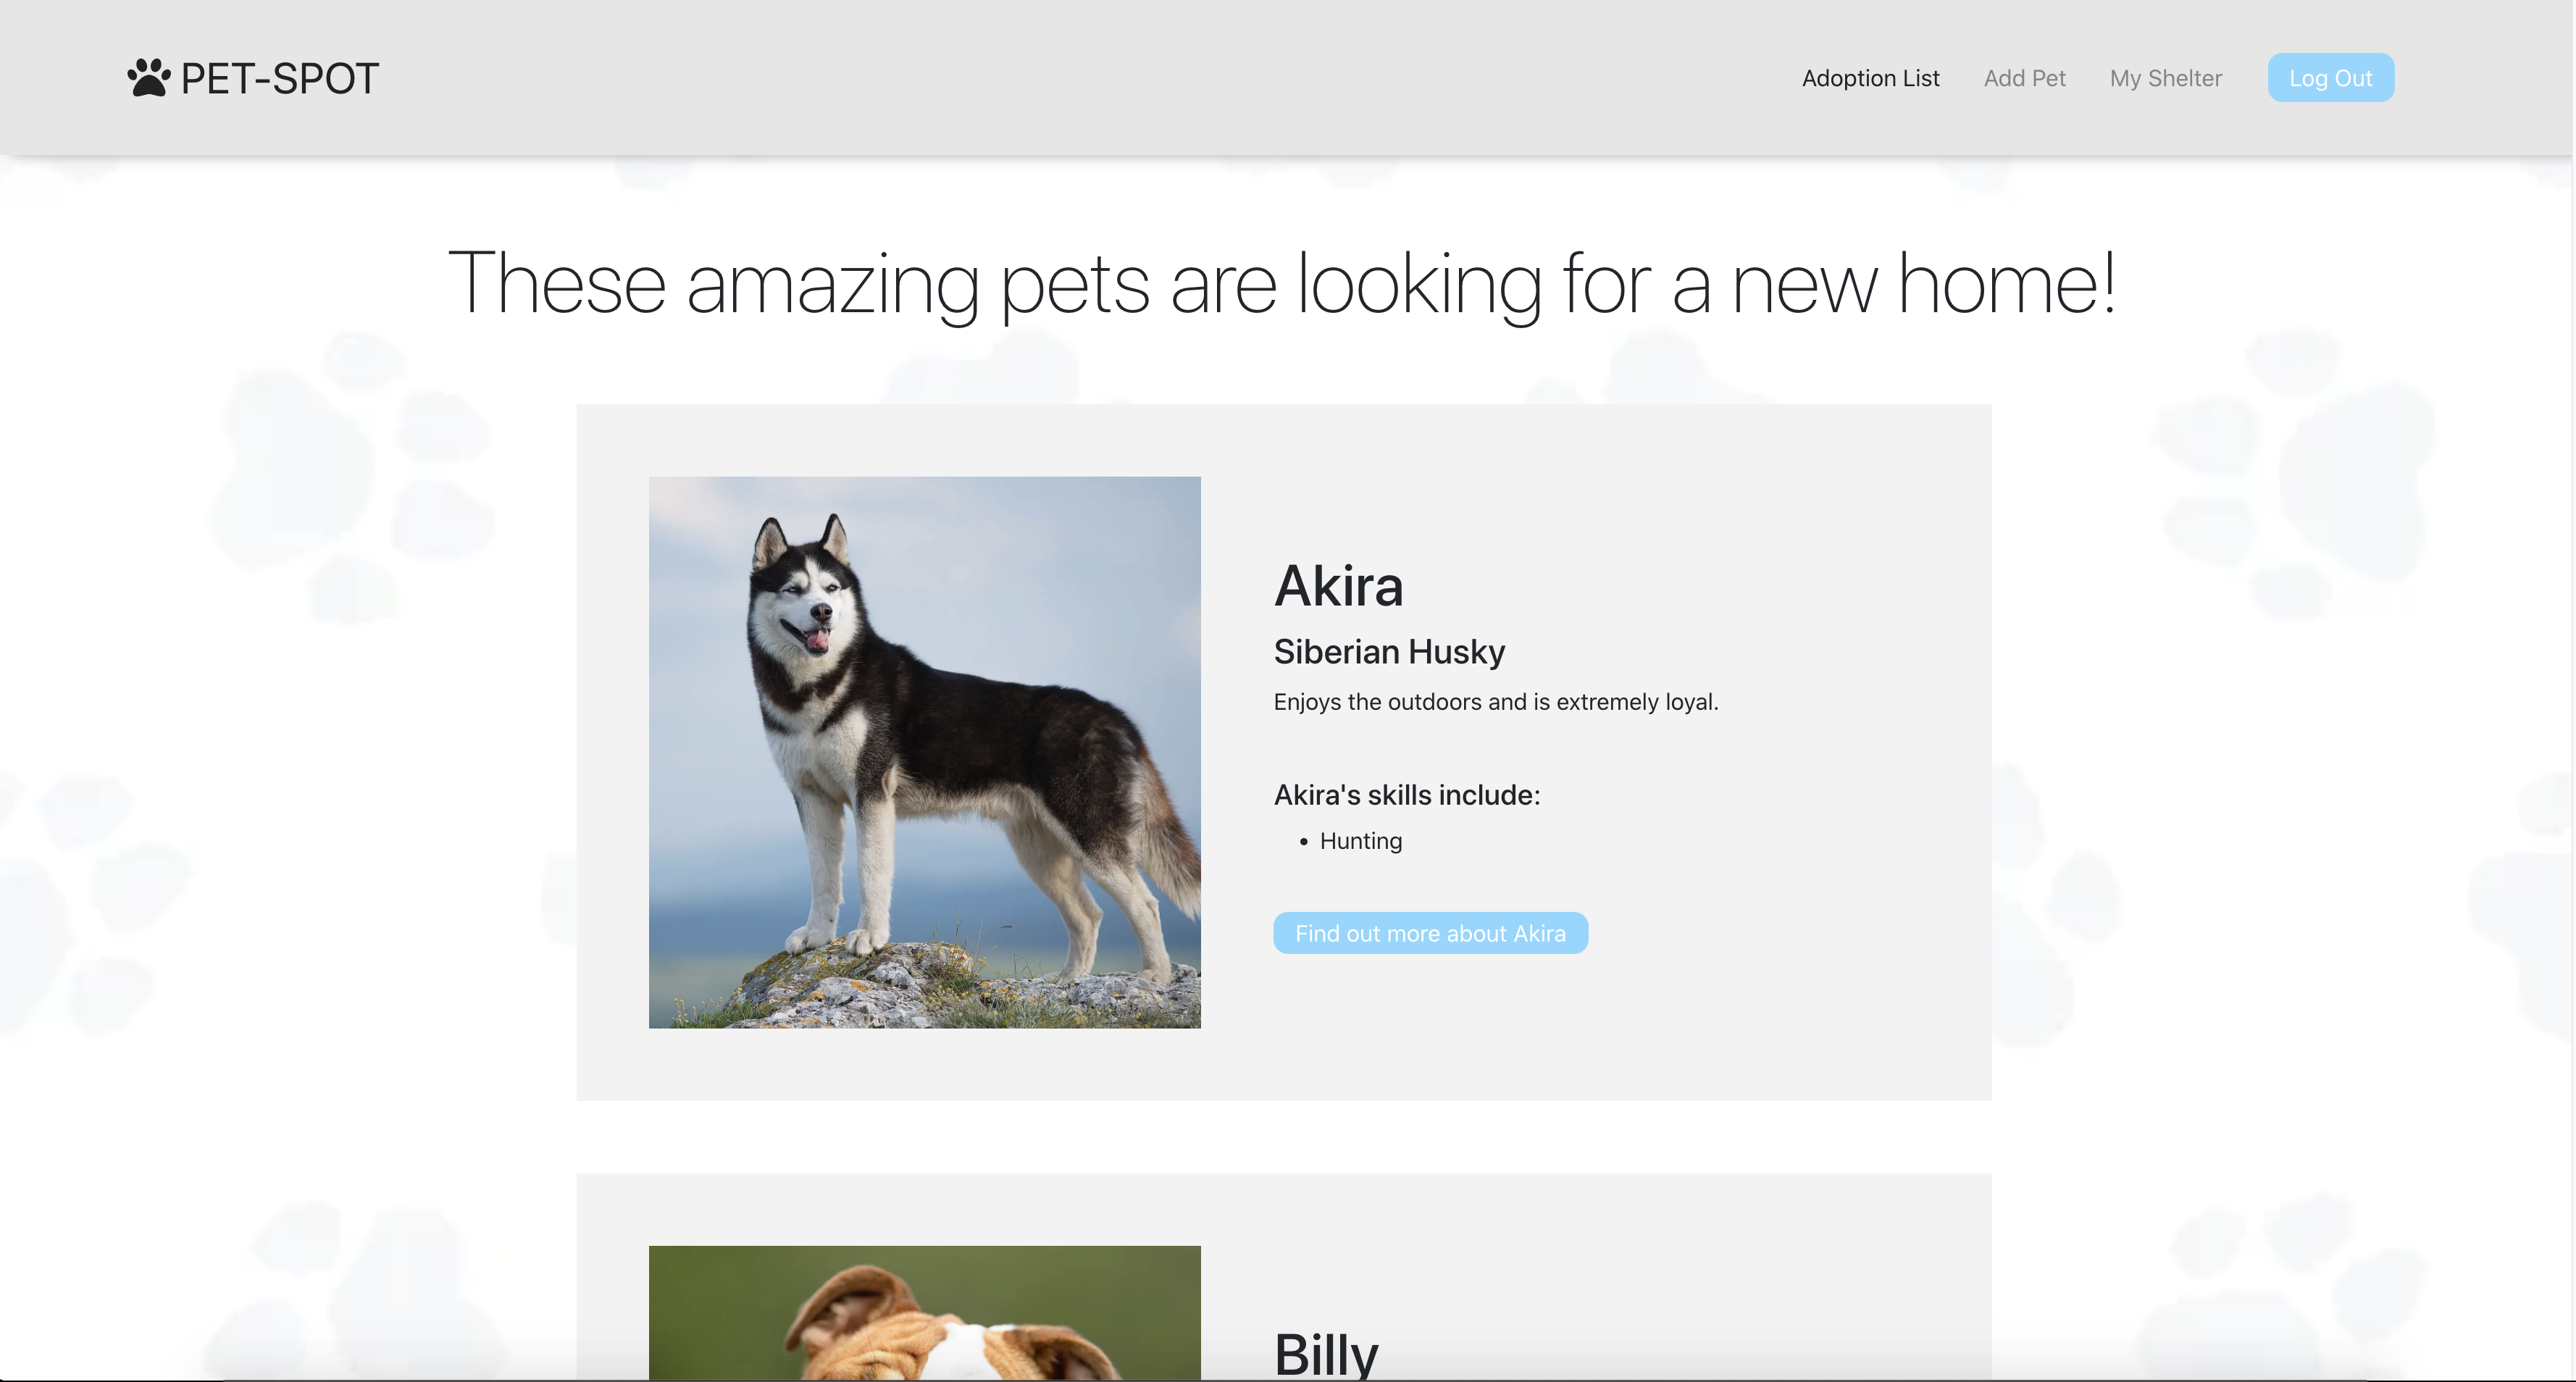 PET-SPOT
Adoption List
Add Pet
My Shelter
Log Out
These amazing pets are looking for a new home!
Akira
Siberian Husky
Enjoys the outdoors and is extremely loyal.
Akira's skills include:
• Hunting
Find out more about Akira
Billy